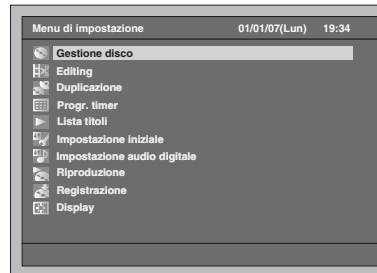 Menu di impostazione 01/01/07(Lun) 19:34
Gestione disco
Editing
Duplicazione
Progr. timer
Lista titoli
Impostazione iniziale
Impostazione audio digitale
Riproduzione
Registrazione
Display